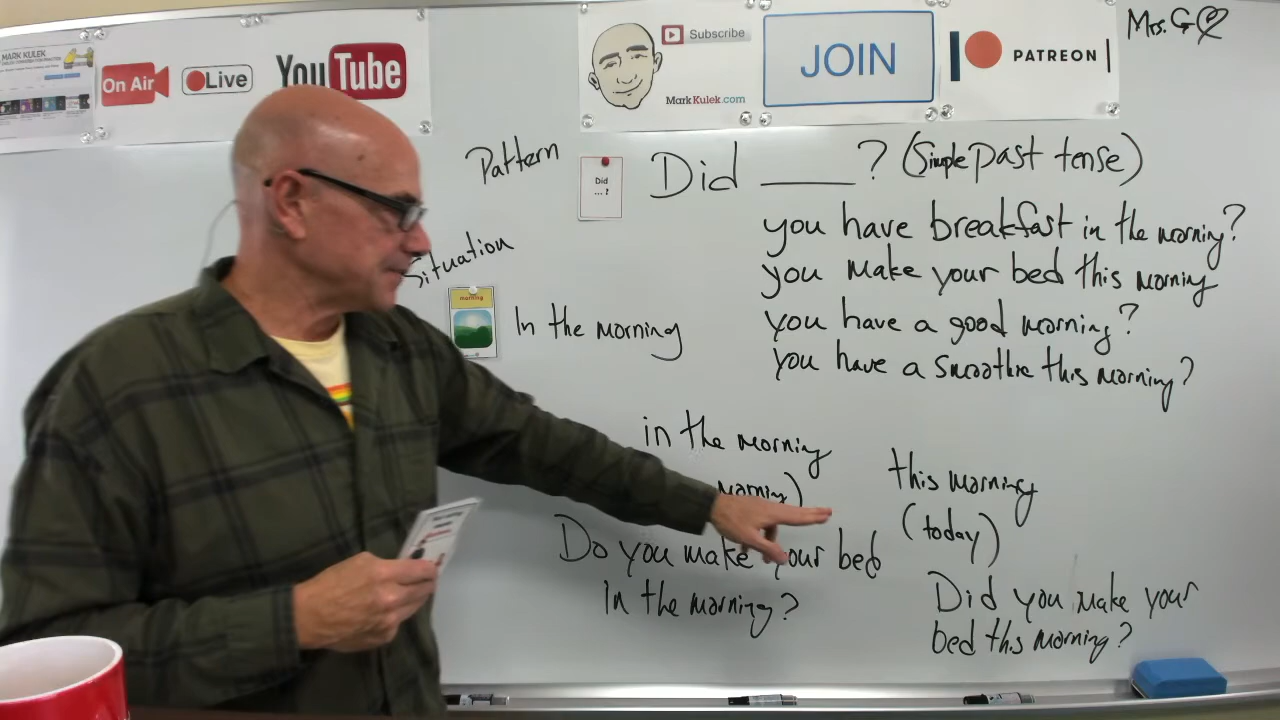 MARK KULEK
On Air
Live
YouTube
Subscribe
MarkKulek.com
JOIN
PATREON
Mrs. G
Pattern
Did
... ?
Did ____ ? (Simple past tense)
you have breakfast in the morning?
you make your bed this morning
you have a good morning?
you have a smoothie this morning?
Situation
morning
In the morning
in the morning
morning)
this morning
(today)
Do you make your bed
In the morning?
Did you make your
bed this morning?